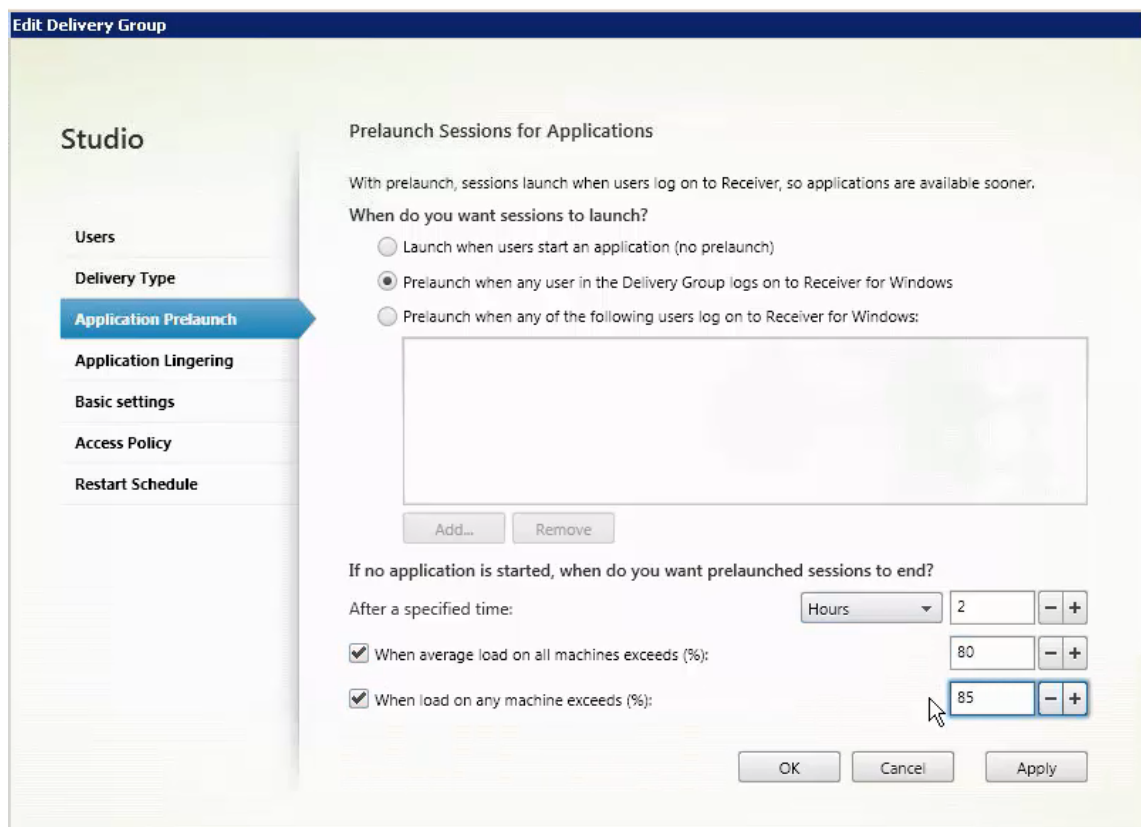 Edit Delivery Group
Studio
Users
Delivery Type
Application Prelaunch
Application Lingering
Basic settings
Access Policy
Restart Schedule
Prelaunch Sessions for Applications
With prelaunch, sessions launch when users log on to Receiver, so applications are available sooner.
When do you want sessions to launch?
Launch when users start an application (no prelaunch)
Prelaunch when any user in the Delivery Group logs on to Receiver for Windows
Prelaunch when any of the following users log on to Receiver for Windows:
Add... Remove
If no application is started, when do you want prelaunched sessions to end?
After a specified time: Hours 2 − +
When average load on all machines exceeds (%): 80 − +
When load on any machine exceeds (%): 85 − +
OK Cancel Apply